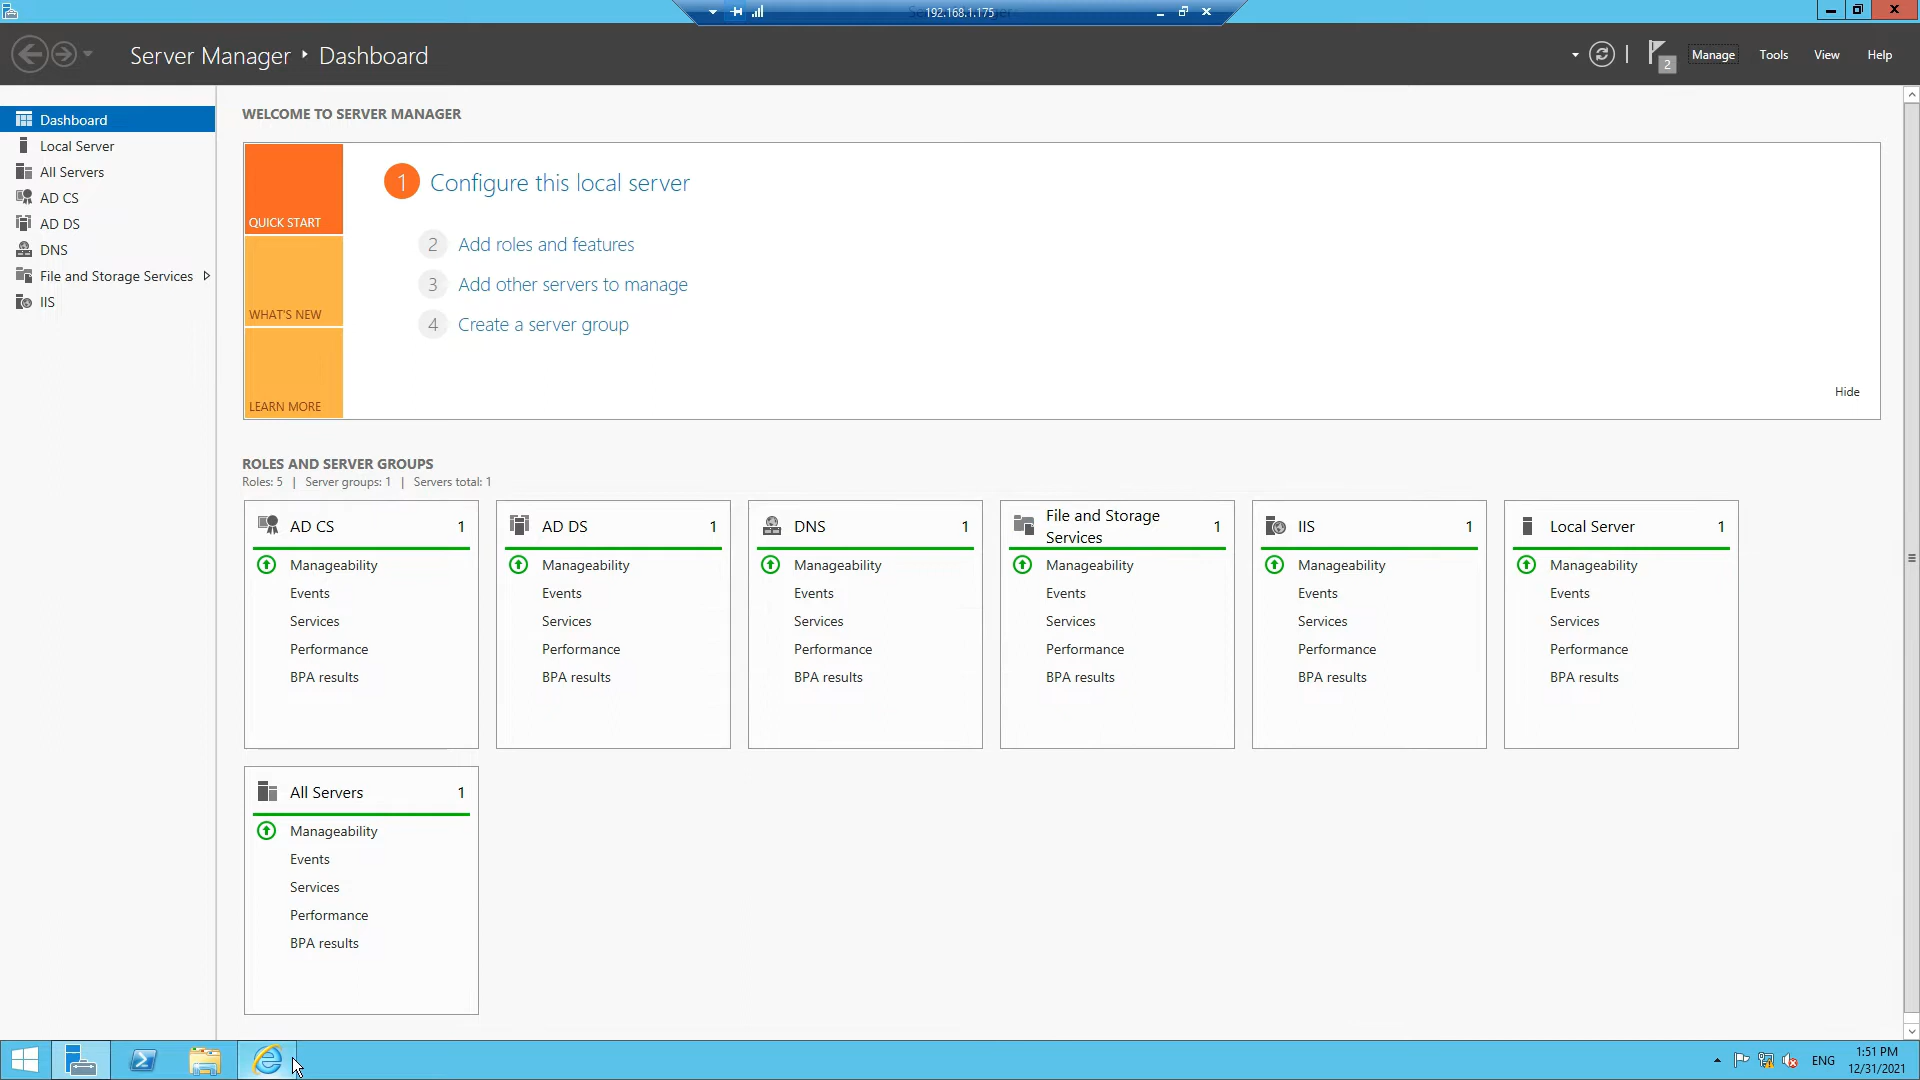 192.168.1.175
Server Manager ‣ Dashboard
2
Manage
Tools
View
Help
Dashboard
Local Server
All Servers
AD CS
AD DS
DNS
File and Storage Services
IIS
WELCOME TO SERVER MANAGER
QUICK START
WHAT'S NEW
LEARN MORE
1 Configure this local server
2 Add roles and features
3 Add other servers to manage
4 Create a server group
Hide
ROLES AND SERVER GROUPS
Roles: 5 | Server groups: 1 | Servers total: 1
AD CS 1
Manageability
Events
Services
Performance
BPA results
AD DS 1
Manageability
Events
Services
Performance
BPA results
DNS 1
Manageability
Events
Services
Performance
BPA results
File and Storage
Services 1
Manageability
Events
Services
Performance
BPA results
IIS 1
Manageability
Events
Services
Performance
BPA results
Local Server 1
Manageability
Events
Services
Performance
BPA results
All Servers 1
Manageability
Events
Services
Performance
BPA results
ENG
1:51 PM
12/31/2021